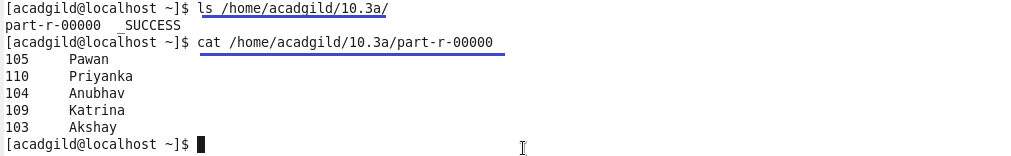 [acadgild@localhost ~]$ ls /home/acadgild/10.3a/
part-r-00000  _SUCCESS
[acadgild@localhost ~]$ cat /home/acadgild/10.3a/part-r-00000
105     Pawan
110     Priyanka
104     Anubhav
109     Katrina
103     Akshay
[acadgild@localhost ~]$